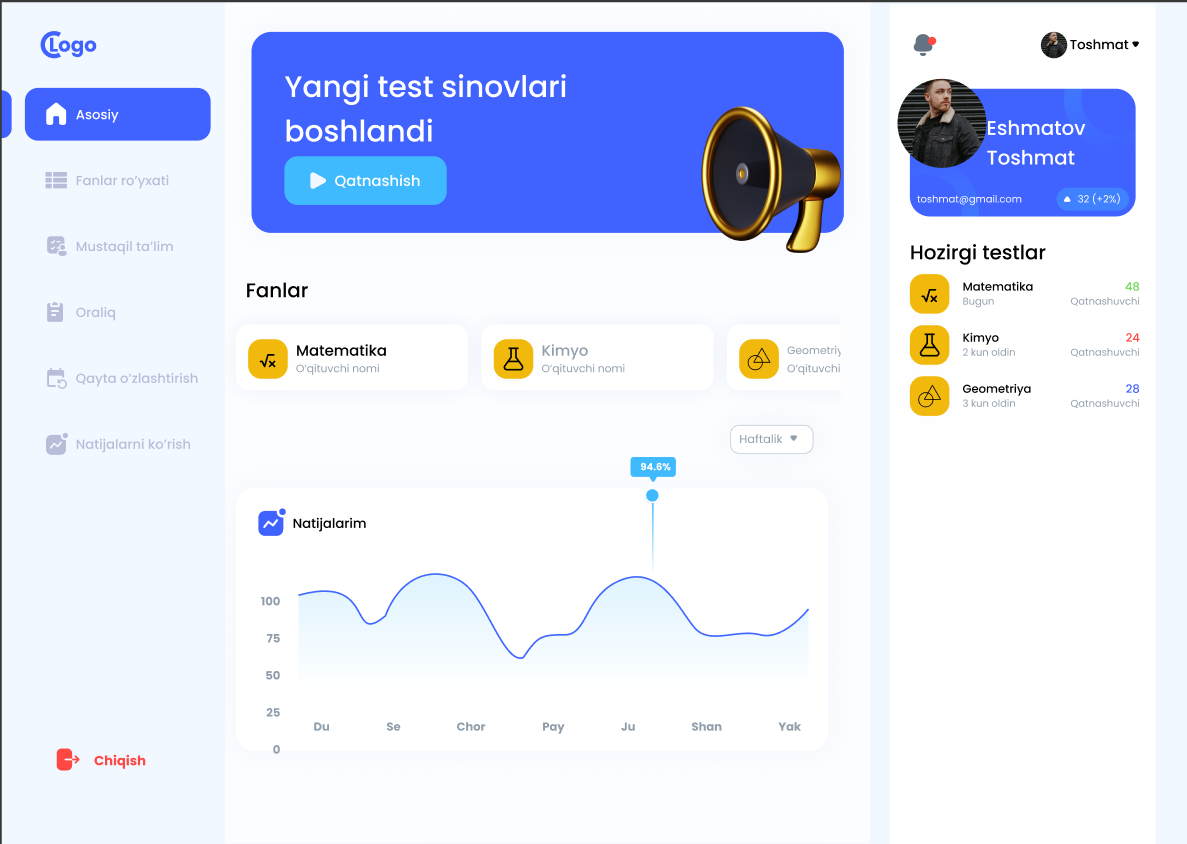 Logo
Asosiy
Fanlar ro’yxati
Mustaqil ta’lim
Oraliq
Qayta o’zlashtirish
Natijalarni ko’rish
Chiqish
Yangi test sinovlari
boshlandi
Qatnashish
Fanlar
Matematika
O’qituvchi nomi
Kimyo
O’qituvchi nomi
Geometriy
O’qituvchi
Haftalik
94.6%
Natijalarim
100
75
50
25
0
Du Se Chor Pay Ju Shan Yak
Toshmat
Eshmatov
Toshmat
toshmat@gmail.com
32 (+2%)
Hozirgi testlar
Matematika 48
Bugun Qatnashuvchi
Kimyo 24
2 kun oldin Qatnashuvchi
Geometriya 28
3 kun oldin Qatnashuvchi